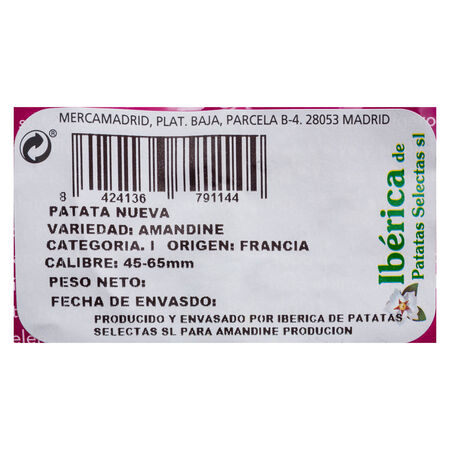 MERCAMADRID, PLAT. BAJA, PARCELA B-4. 28053 MADRID
8 424136 791144
PATATA NUEVA
VARIEDAD: AMANDINE
CATEGORIA. I ORIGEN: FRANCIA
CALIBRE: 45-65mm
PESO NETO:
FECHA DE ENVASDO:
PRODUCIDO Y ENVASADO POR IBERICA DE PATATAS
SELECTAS SL PARA AMANDINE PRODUCION
Ibérica de
Patatas Selectas sl